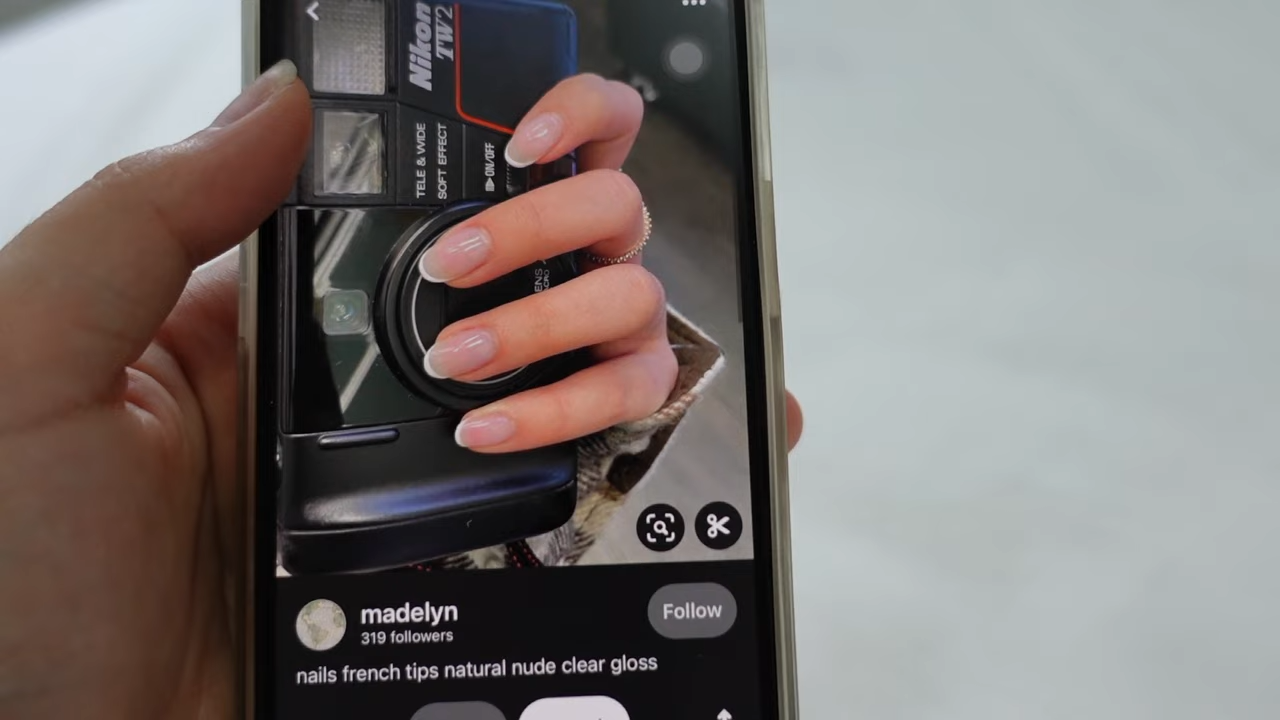 Nikon
TW2
TELE & WIDE
SOFT EFFECT
ON/OFF
madelyn
319 followers
Follow
nails french tips natural nude clear gloss